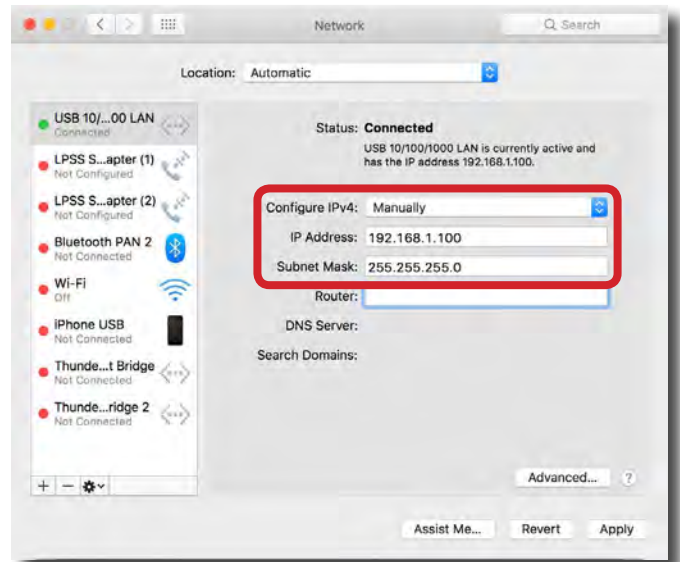 Network
Search
Location: Automatic
USB 10/...00 LAN
Connected
LPSS S...apter (1)
Not Configured
LPSS S...apter (2)
Not Configured
Bluetooth PAN 2
Not Connected
Wi-Fi
Off
iPhone USB
Not Connected
Thunde...t Bridge
Not Connected
Thunde...ridge 2
Not Connected
+ −
Status: Connected
USB 10/100/1000 LAN is currently active and
has the IP address 192.168.1.100.
Configure IPv4: Manually
IP Address: 192.168.1.100
Subnet Mask: 255.255.255.0
Router:
DNS Server:
Search Domains:
Advanced... ?
Assist Me... Revert Apply